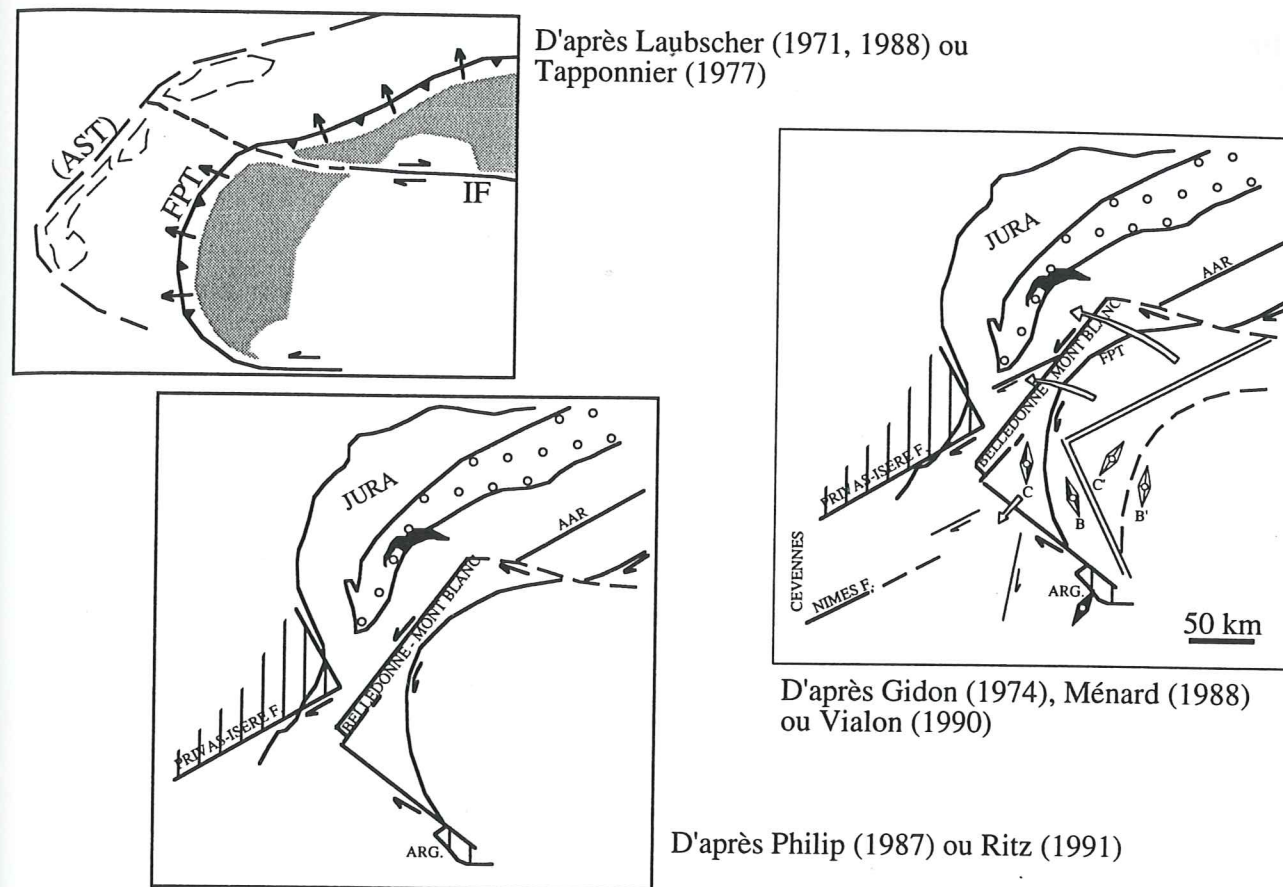 D'après Laubscher (1971, 1988) ou
Tapponnier (1977)
(AST)
FPT
IF
JURA
AAR
BELLEDONNE - MONT BLANC
FPT
PRIVAS-ISERE F.
CEVENNES
NIMES F.
C
B
C'
B'
ARG.
50 km
D'après Gidon (1974), Ménard (1988)
ou Vialon (1990)
JURA
AAR
BELLEDONNE - MONT BLANC
PRIVAS-ISERE F.
ARG.
D'après Philip (1987) ou Ritz (1991)